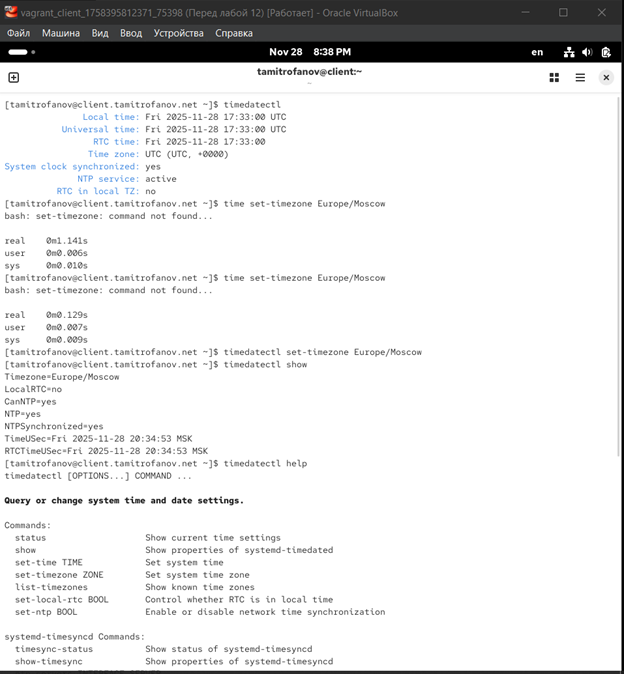 vagrant_client_1758395812371_75398 (Перед лабой 12) [Работает] - Oracle VirtualBox
Файл Машина Вид Ввод Устройства Справка
Nov 28 8:38 PM en
tamitrofanov@client:~
[tamitrofanov@client.tamitrofanov.net ~]$ timedatectl
Local time: Fri 2025-11-28 17:33:00 UTC
Universal time: Fri 2025-11-28 17:33:00 UTC
RTC time: Fri 2025-11-28 17:33:00
Time zone: UTC (UTC, +0000)
System clock synchronized: yes
NTP service: active
RTC in local TZ: no
[tamitrofanov@client.tamitrofanov.net ~]$ time set-timezone Europe/Moscow
bash: set-timezone: command not found...
real 0m1.141s
user 0m0.006s
sys 0m0.010s
[tamitrofanov@client.tamitrofanov.net ~]$ time set-timezone Europe/Moscow
bash: set-timezone: command not found...
real 0m0.129s
user 0m0.007s
sys 0m0.009s
[tamitrofanov@client.tamitrofanov.net ~]$ timedatectl set-timezone Europe/Moscow
[tamitrofanov@client.tamitrofanov.net ~]$ timedatectl show
Timezone=Europe/Moscow
LocalRTC=no
CanNTP=yes
NTP=yes
NTPSynchronized=yes
TimeUSec=Fri 2025-11-28 20:34:53 MSK
RTCTimeUSec=Fri 2025-11-28 20:34:53 MSK
[tamitrofanov@client.tamitrofanov.net ~]$ timedatectl help
timedatectl [OPTIONS...] COMMAND ...
Query or change system time and date settings.
Commands:
status Show current time settings
show Show properties of systemd-timedated
set-time TIME Set system time
set-timezone ZONE Set system time zone
list-timezones Show known time zones
set-local-rtc BOOL Control whether RTC is in local time
set-ntp BOOL Enable or disable network time synchronization
systemd-timesyncd Commands:
timesync-status Show status of systemd-timesyncd
show-timesync Show properties of systemd-timesyncd